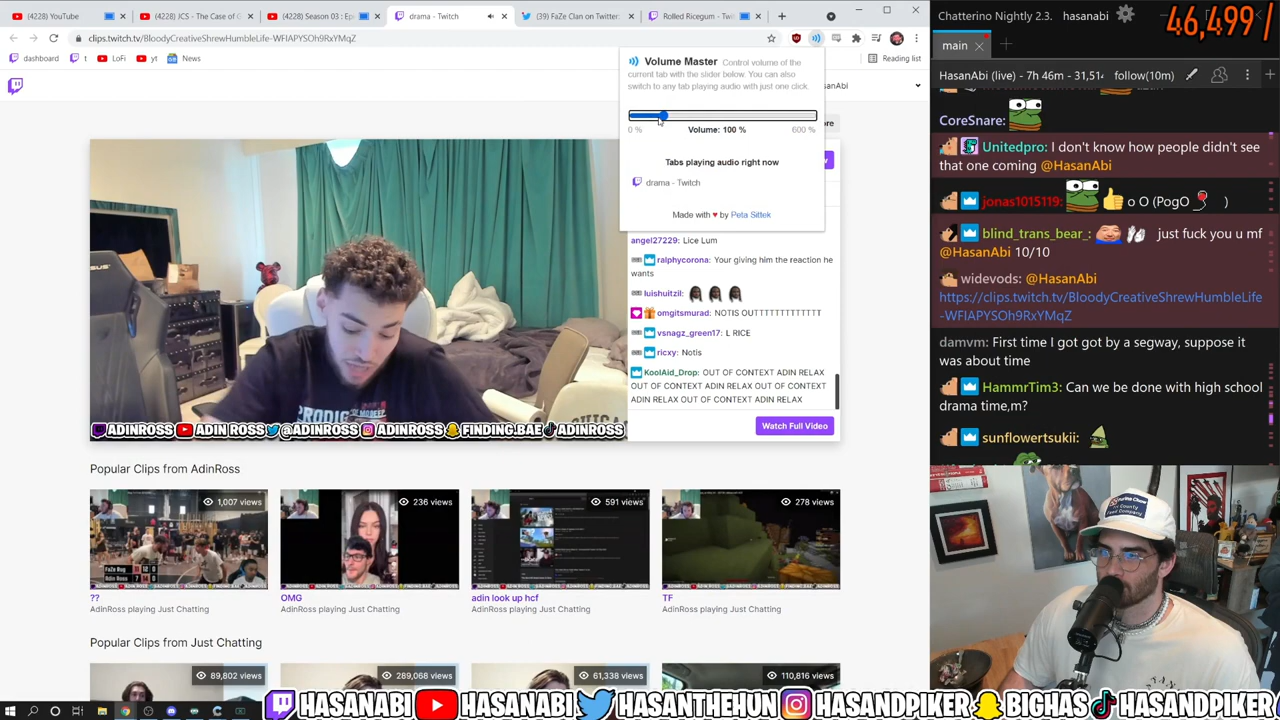 (4228) YouTube
(4228) JCS - The Case of O
(4228) Season 03 : Ep
drama - Twitch
(39) FaZe Clan on Twitter:
Rolled Ricegum - Twitc
clips.twitch.tv/BloodyCreativeShrewHumbleLife-WFIAPYSOh9RxYMqZ
dashboard
t
LoFi
yt
News
Reading list
Volume Master Control volume of the
current tab with the slider below. You can also
switch to any tab playing audio with just one click.
0 %
Volume: 100 %
600 %
Tabs playing audio right now
drama - Twitch
Made with ♥ by Peta Sittek
sanAbi
ore
angel27229: Lice Lum
ralphycorona: Your giving him the reaction he
wants
luishuitzil:
omgitsmurad: NOTIS OUTTTTTTTTTTTTT
vsnagz_green17: L RICE
ricxy: Notis
KoolAid_Drop: OUT OF CONTEXT ADIN RELAX
OUT OF CONTEXT ADIN RELAX OUT OF CONTEXT
ADIN RELAX OUT OF CONTEXT ADIN RELAX
Watch Full Video
PRODIG
ADINROSS ADIN ROSS @ADINROSS ADINROSS FINDING.BAE ADINROSS
Popular Clips from AdinRoss
1,007 views
236 views
591 views
278 views
??
AdinRoss playing Just Chatting
OMG
AdinRoss playing Just Chatting
adin look up hcf
AdinRoss playing Just Chatting
TF
AdinRoss playing Just Chatting
Popular Clips from Just Chatting
89,802 views
289,068 views
61,338 views
110,816 views
Chatterino Nightly 2.3.
hasanabi
46,499 /
main
HasanAbi (live) - 7h 46m - 31,51
follow(10m)
CoreSnare:
Unitedpro: I don't know how people didn't see
that one coming @HasanAbi
jonas1015119: o O (PogO )
blind_trans_bear_: just fuck you u mf
@HasanAbi 10/10
widevods: @HasanAbi
https://clips.twitch.tv/BloodyCreativeShrewHumbleLife
-WFIAPYSOh9RxYMqZ
damvm: First time I got got by a segway, suppose it
was about time
HammrTim3: Can we be done with high school
drama time,m?
sunflowertsukii:
HASANABI HASANABI HASANTHEHUN HASANDPIKER BIGHAS HASANDPIKER